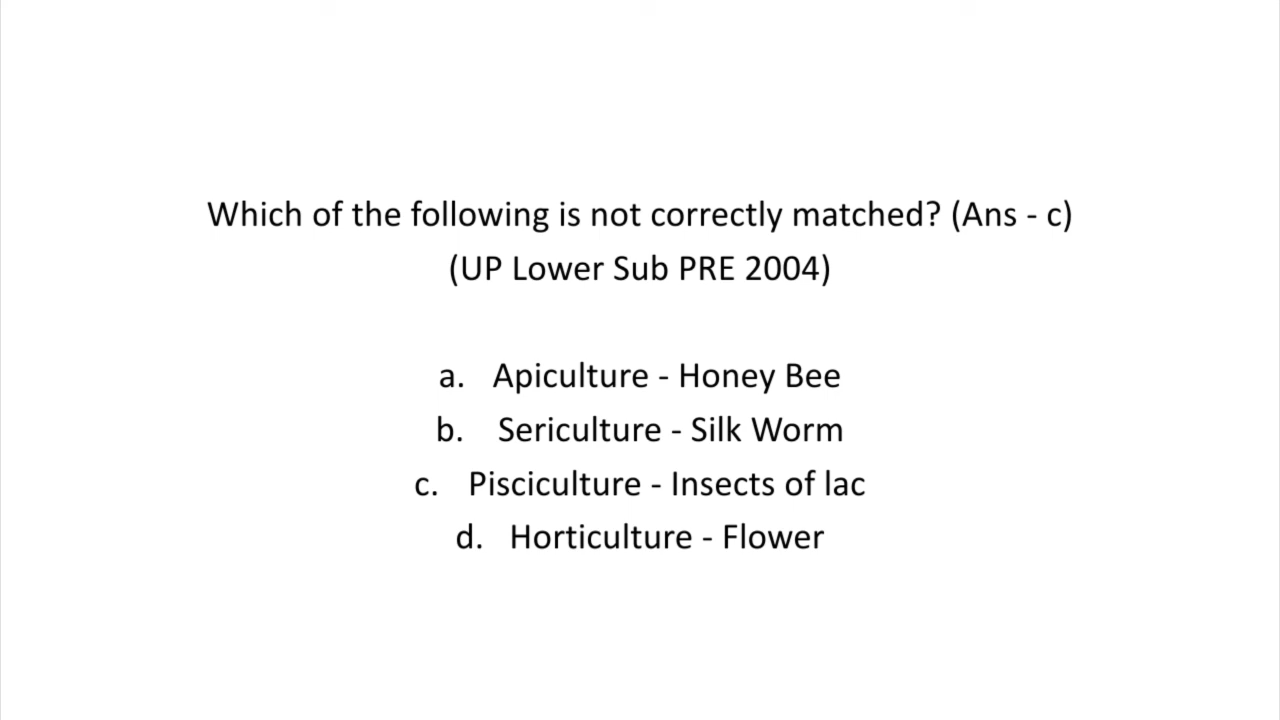 Which of the following is not correctly matched? (Ans - c)
(UP Lower Sub PRE 2004)
a. Apiculture - Honey Bee
b. Sericulture - Silk Worm
c. Pisciculture - Insects of lac
d. Horticulture - Flower